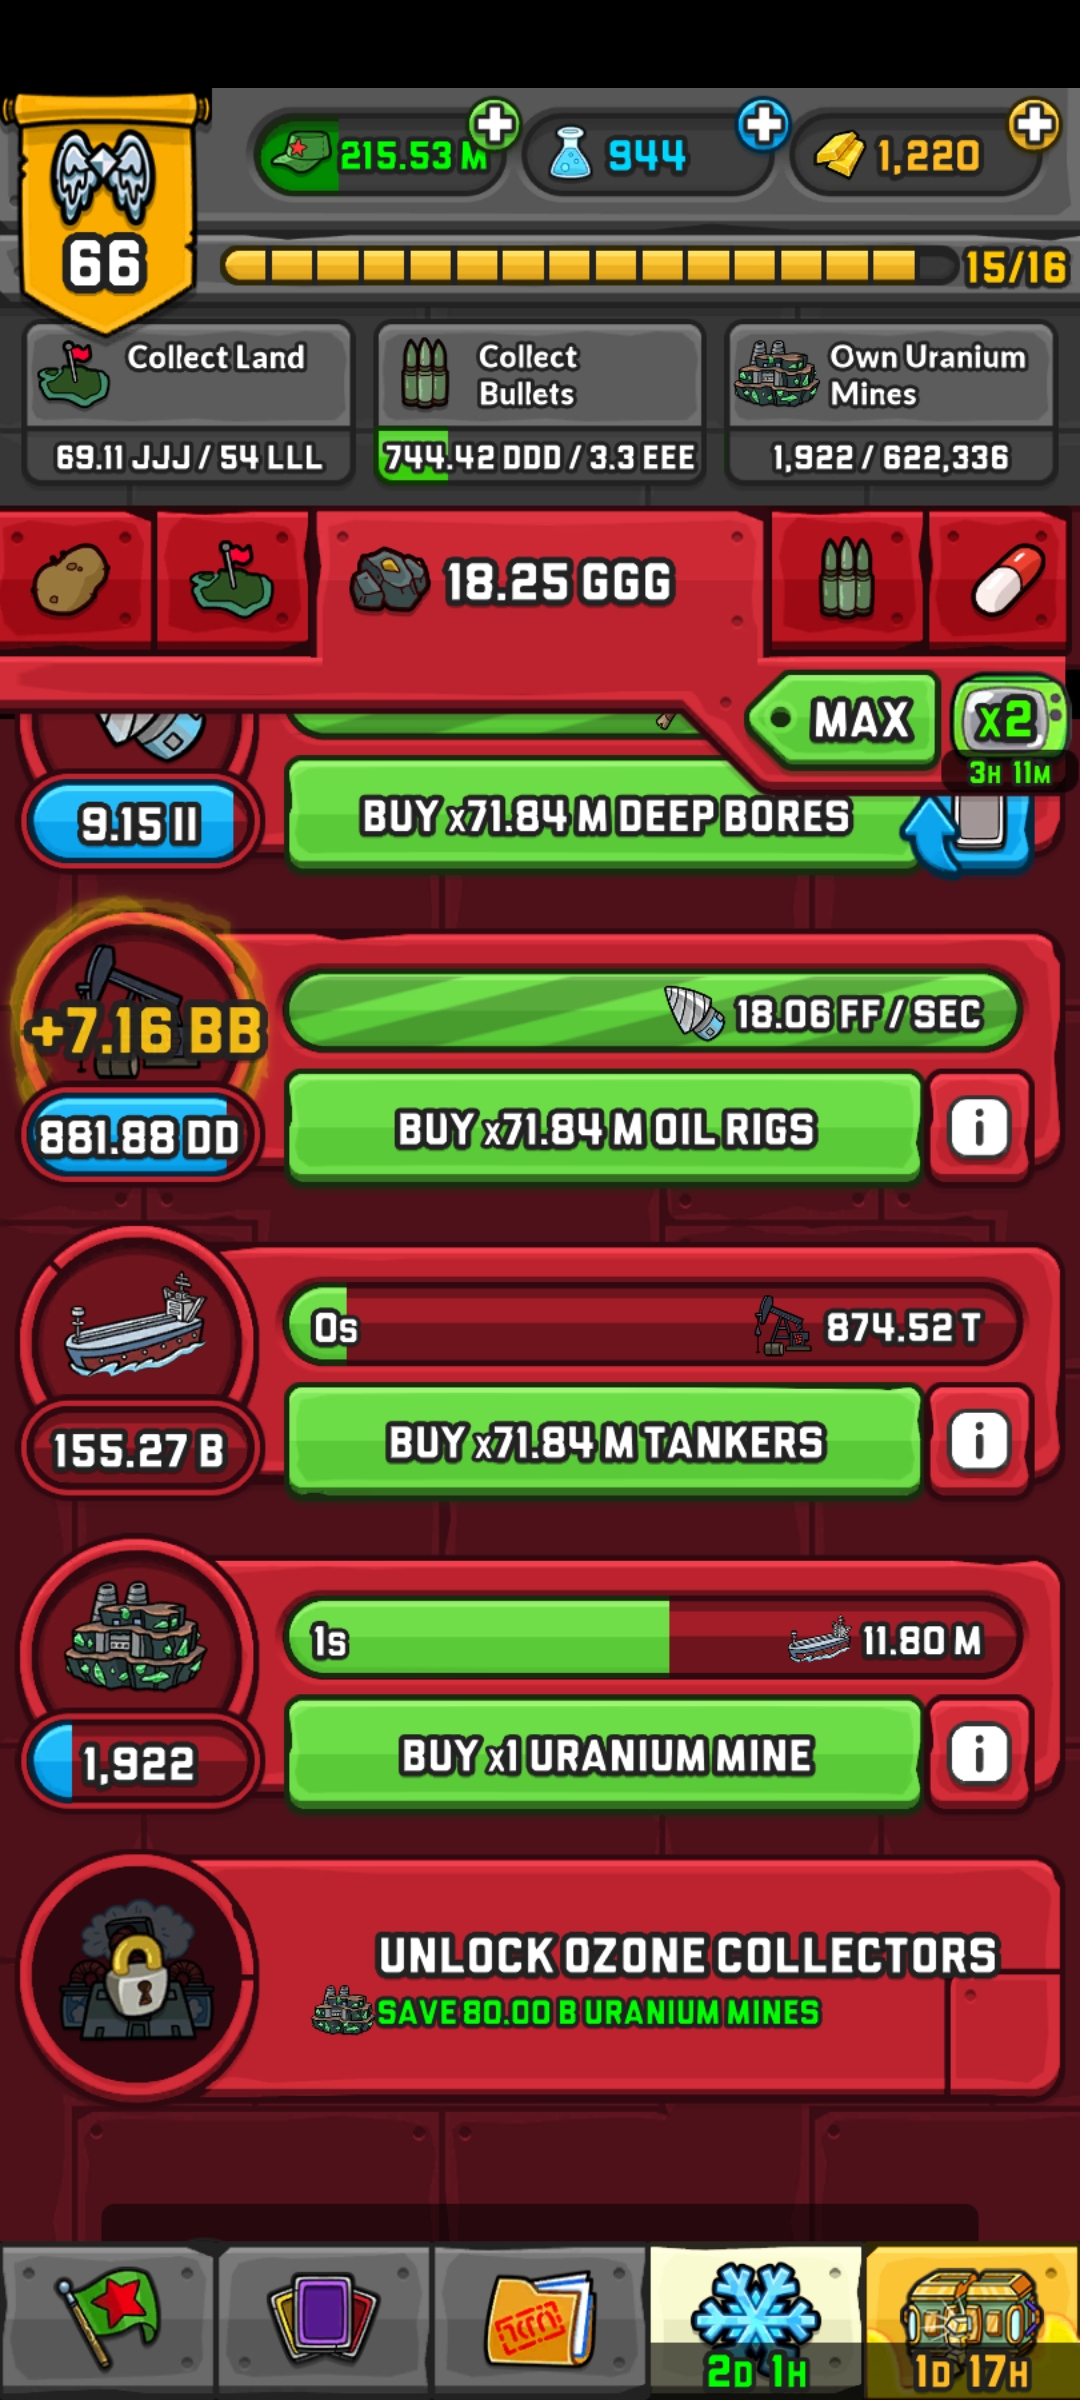 215.53 M
944
1,220
66
15/16
Collect Land
69.11 JJJ / 54 LLL
Collect
Bullets
744.42 DDD / 3.3 EEE
Own Uranium
Mines
1,922 / 622,336
18.25 GGG
MAX
x2
3H 11M
9.15 II
BUY x71.84 M DEEP BORES
+7.16 BB
18.06 FF / SEC
881.88 DD
BUY x71.84 M OIL RIGS
i
0s
874.52 T
155.27 B
BUY x71.84 M TANKERS
i
1s
11.80 M
1,922
BUY x1 URANIUM MINE
i
UNLOCK OZONE COLLECTORS
SAVE 80.00 B URANIUM MINES
2D 1H
1D 17H